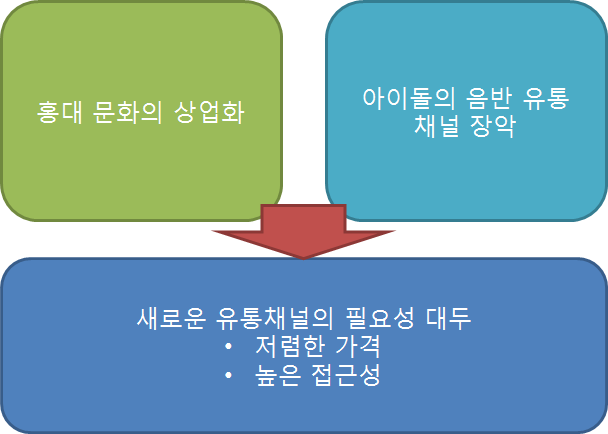 홍대 문화의 상업화
아이돌의 음반 유통
채널 장악
새로운 유통채널의 필요성 대두
• 저렴한 가격
• 높은 접근성